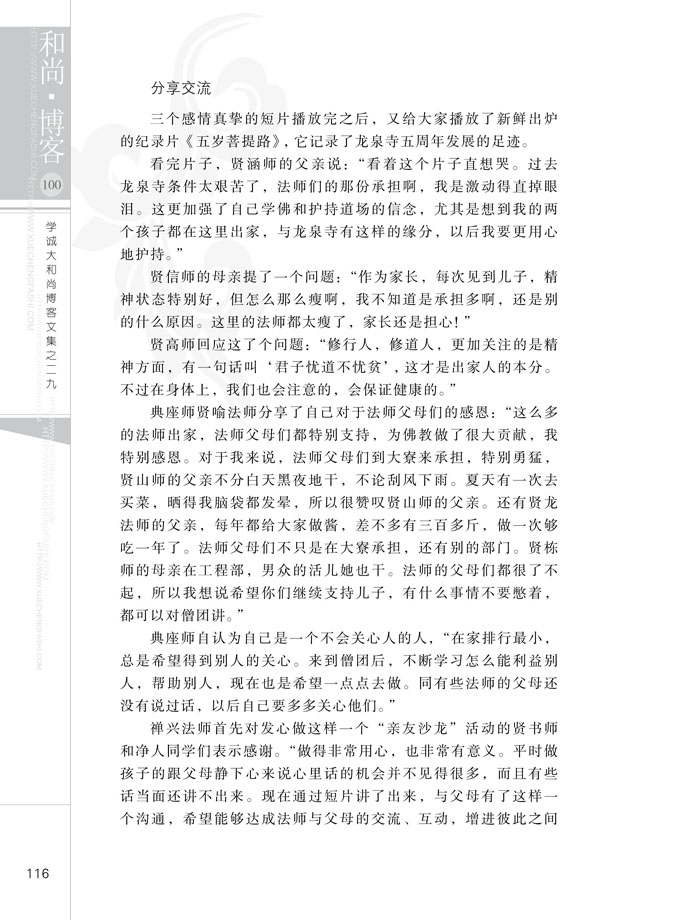 和尚·博客
100
学诚大和尚博客文集之二九
分享交流
三个感情真挚的短片播放完之后，又给大家播放了新鲜出炉
的纪录片《五岁菩提路》，它记录了龙泉寺五周年发展的足迹。
看完片子，贤涵师的父亲说：“看着这个片子直想哭。过去
龙泉寺条件太艰苦了，法师们的那份承担啊，我是激动得直掉眼
泪。这更加强了自己学佛和护持道场的信念，尤其是想到我的两
个孩子都在这里出家，与龙泉寺有这样的缘分，以后我要更用心
地护持。”
贤信师的母亲提了一个问题：“作为家长，每次见到儿子，精
神状态特别好，但怎么那么瘦啊，我不知道是承担多啊，还是别
的什么原因。这里的法师都太瘦了，家长还是担心！”
贤高师回应这了个问题：“修行人，修道人，更加关注的是精
神方面，有一句话叫‘君子忧道不忧贫’，这才是出家人的本分。
不过在身体上，我们也会注意的，会保证健康的。”
典座师贤喻法师分享了自己对于法师父母们的感恩：“这么多
的法师出家，法师父母们都特别支持，为佛教做了很大贡献，我
特别感恩。对于我来说，法师父母们到大寮来承担，特别勇猛，
贤山师的父亲不分白天黑夜地干，不论刮风下雨。夏天有一次去
买菜，晒得我脑袋都发晕，所以很赞叹贤山师的父亲。还有贤龙
法师的父亲，每年都给大家做酱，差不多有三百多斤，做一次够
吃一年了。法师父母们不只是在大寮承担，还有别的部门。贤栋
师的母亲在工程部，男众的活儿她也干。法师的父母们都很了不
起，所以我想说希望你们继续支持儿子，有什么事情不要憋着，
都可以对僧团讲。”
典座师自认为自己是一个不会关心人的人，“在家排行最小，
总是希望得到别人的关心。来到僧团后，不断学习怎么能利益别
人，帮助别人，现在也是希望一点点去做。同有些法师的父母还
没有说过话，以后自己要多多关心他们。”
禅兴法师首先对发心做这样一个“亲友沙龙”活动的贤书师
和净人同学们表示感谢。“做得非常用心，也非常有意义。平时做
孩子的跟父母静下心来说心里话的机会并不见得很多，而且有些
话当面还讲不出来。现在通过短片讲了出来，与父母有了这样一
个沟通，希望能够达成法师与父母的交流、互动，增进彼此之间
116